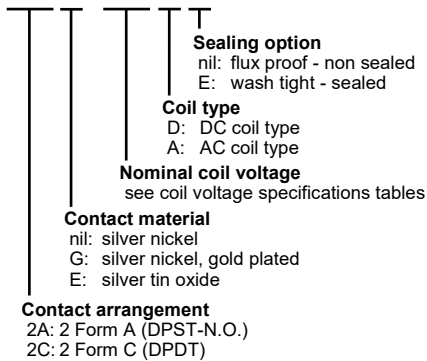 Sealing option
nil: flux proof - non sealed
E: wash tight - sealed
Coil type
D: DC coil type
A: AC coil type
Nominal coil voltage
see coil voltage specifications tables
Contact material
nil: silver nickel
G: silver nickel, gold plated
E: silver tin oxide
Contact arrangement
2A: 2 Form A (DPST-N.O.)
2C: 2 Form C (DPDT)